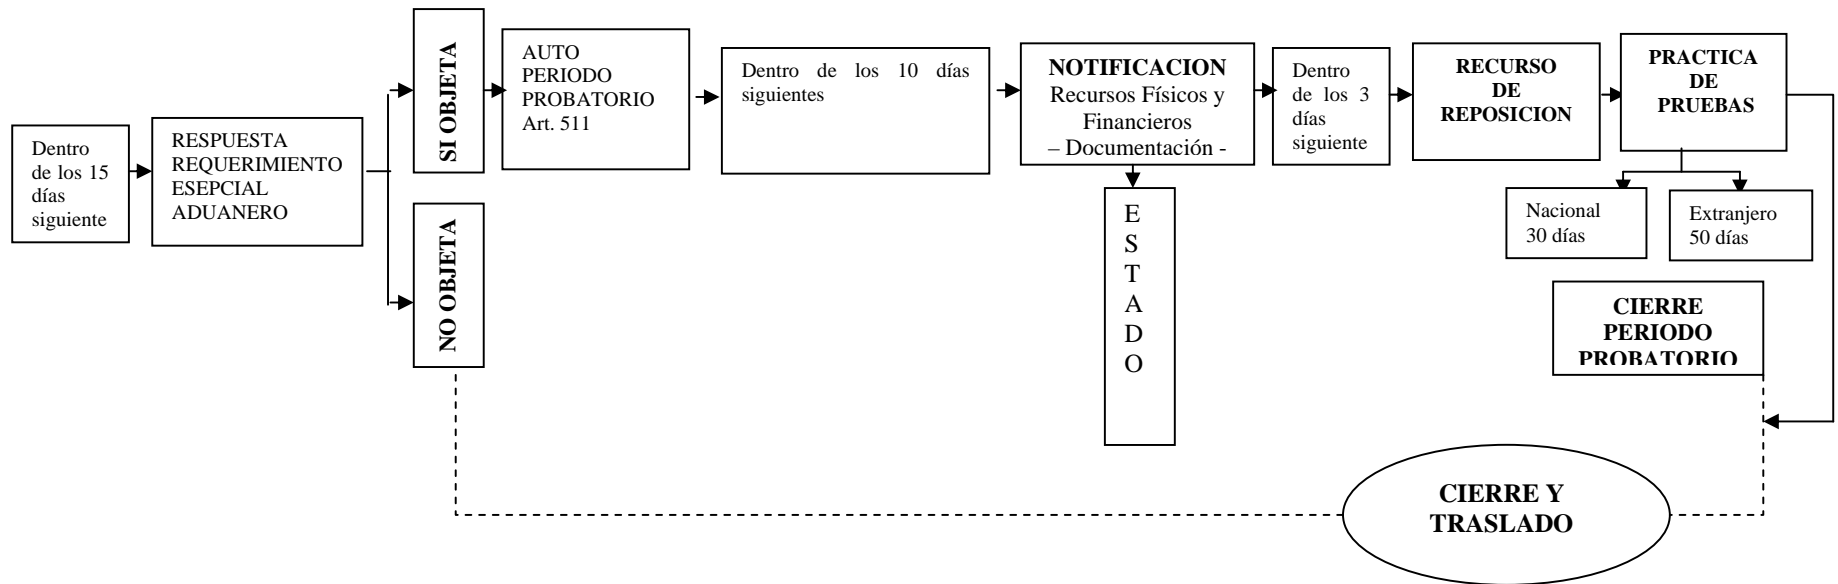 Dentro
de los 15
días
siguiente
RESPUESTA
REQUERIMIENTO
ESEPCIAL
ADUANERO
SI OBJETA
NO OBJETA
AUTO
PERIODO
PROBATORIO
Art. 511
Dentro de los 10 días
siguientes
NOTIFICACION
Recursos Físicos y
Financieros
– Documentación -
E
S
T
A
D
O
Dentro
de los 3
días
siguiente
RECURSO
DE
REPOSICION
PRACTICA
DE
PRUEBAS
Nacional
30 días
Extranjero
50 días
CIERRE
PERIODO
PROBATORIO
CIERRE Y
TRASLADO